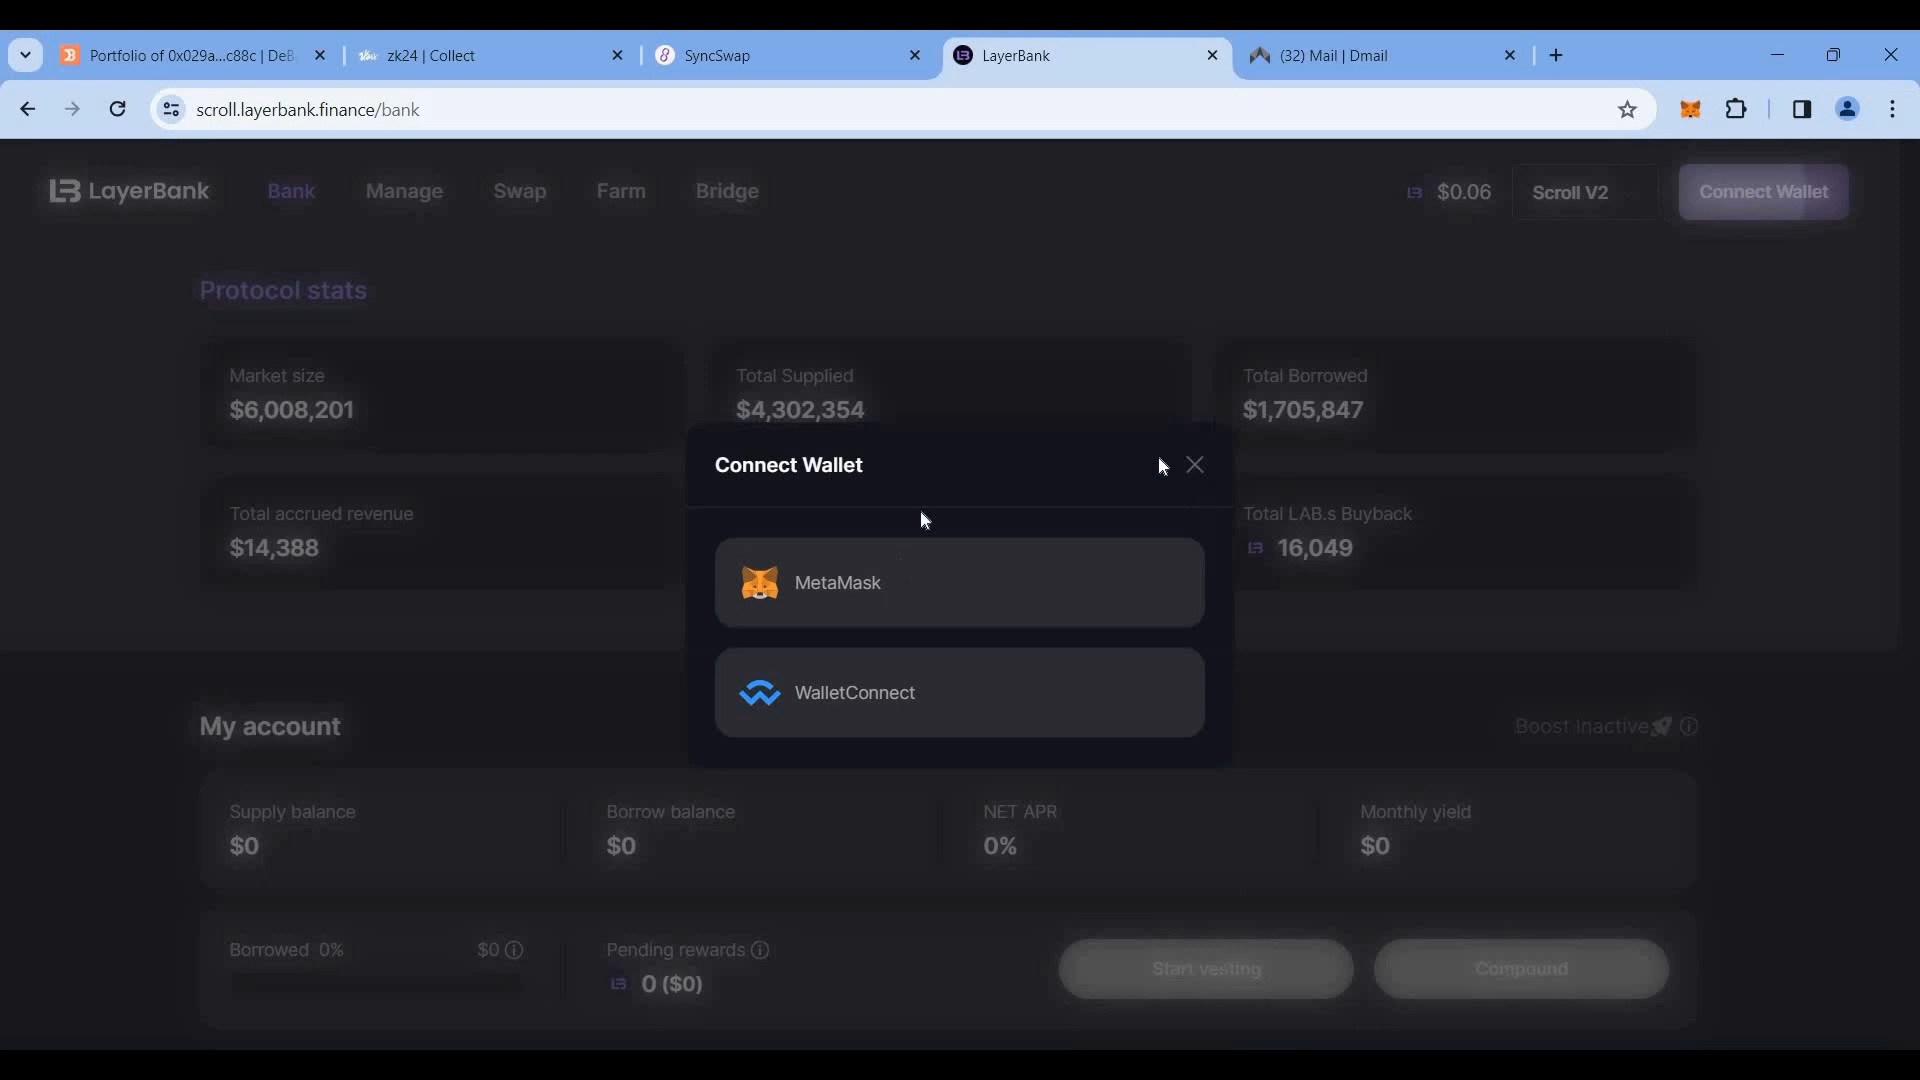 Portfolio of 0x029a...c88c | DeB
zk24 | Collect
SyncSwap
LayerBank
(32) Mail | Dmail
scroll.layerbank.finance/bank
LayerBank
Bank
Manage
Swap
Farm
Bridge
$0.06
Scroll V2
Connect Wallet
Protocol stats
Market size
$6,008,201
Total Supplied
$4,302,354
Total Borrowed
$1,705,847
Connect Wallet
Total accrued revenue
$14,388
Total LAB.s Buyback
16,049
MetaMask
WalletConnect
My account
Boost Inactive
Supply balance
$0
Borrow balance
$0
NET APR
0%
Monthly yield
$0
Borrowed 0%
$0
Pending rewards
0 ($0)
Start vesting
Compound